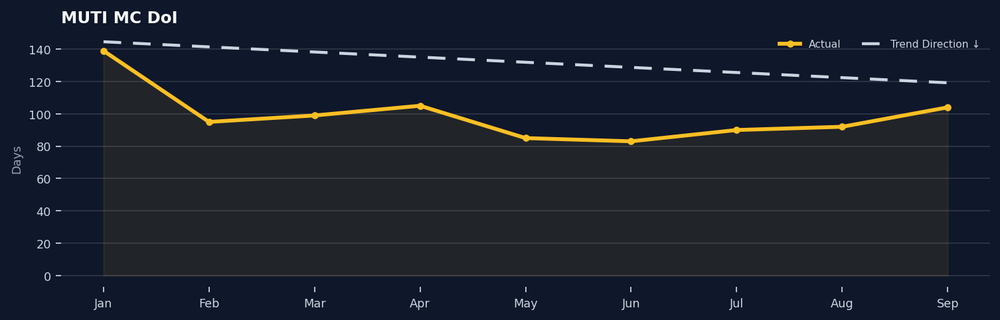 MUTI MC DoI
Actual
Trend Direction ↓
Days
140
120
100
80
60
40
20
0
Jan Feb Mar Apr May Jun Jul Aug Sep